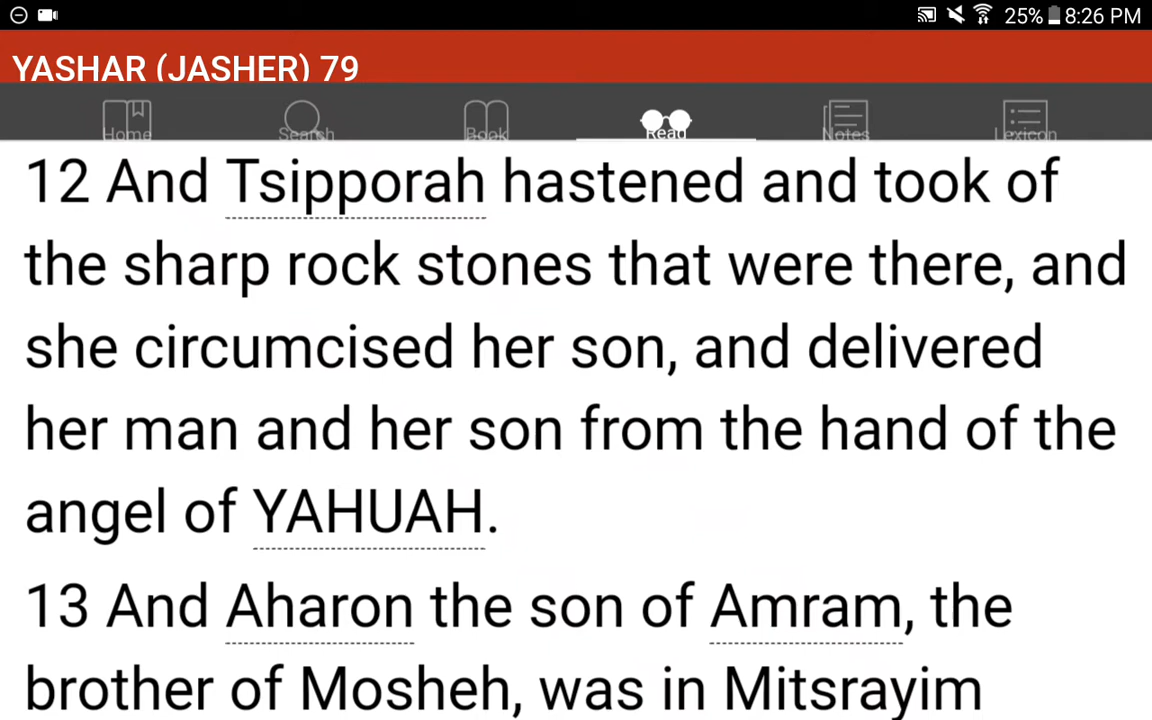 25% 8:26 PM
YASHAR (JASHER) 79
Home Search Book Read Notes Lexicon
12 And Tsipporah hastened and took of
the sharp rock stones that were there, and
she circumcised her son, and delivered
her man and her son from the hand of the
angel of YAHUAH.
13 And Aharon the son of Amram, the
brother of Mosheh, was in Mitsrayim